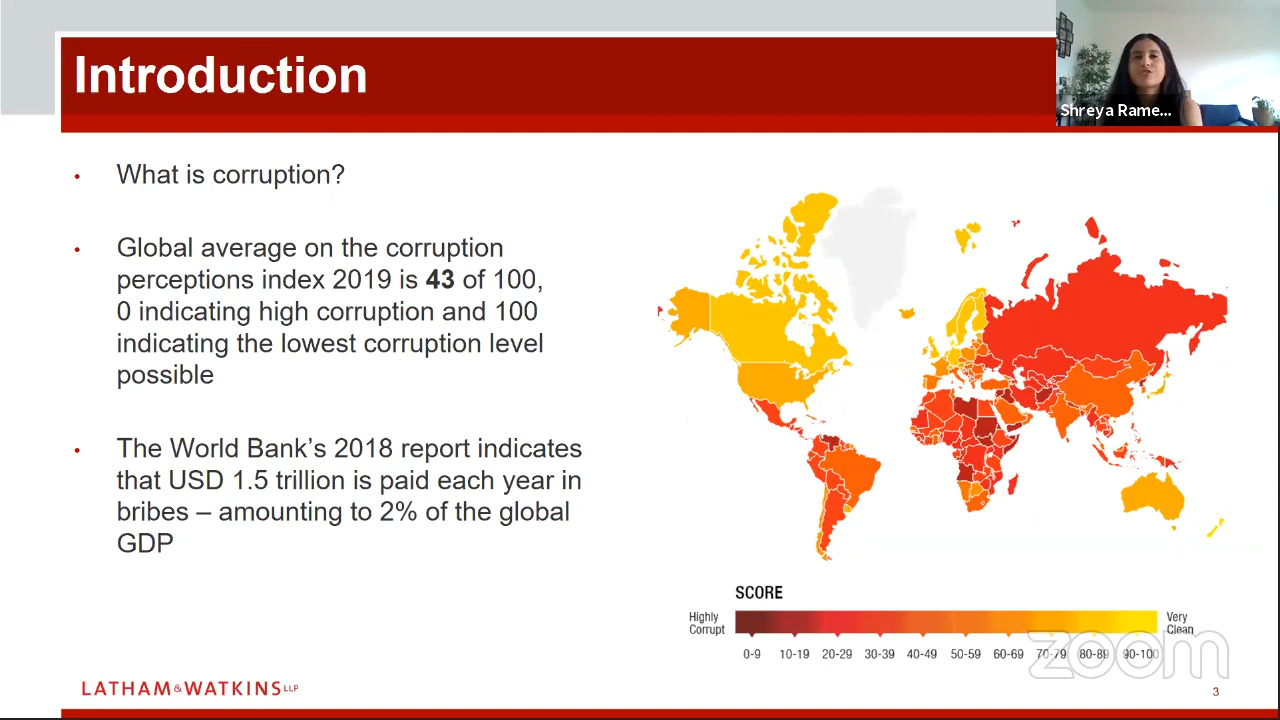 Introduction
Shreya Rame...
• What is corruption?
• Global average on the corruption
perceptions index 2019 is 43 of 100,
0 indicating high corruption and 100
indicating the lowest corruption level
possible
• The World Bank’s 2018 report indicates
that USD 1.5 trillion is paid each year in
bribes – amounting to 2% of the global
GDP
SCORE
Highly
Corrupt
Very
Clean
0-9 10-19 20-29 30-39 40-49 50-59 60-69 70-79 80-89 90-100
zoom
LATHAM&WATKINS LLP
3